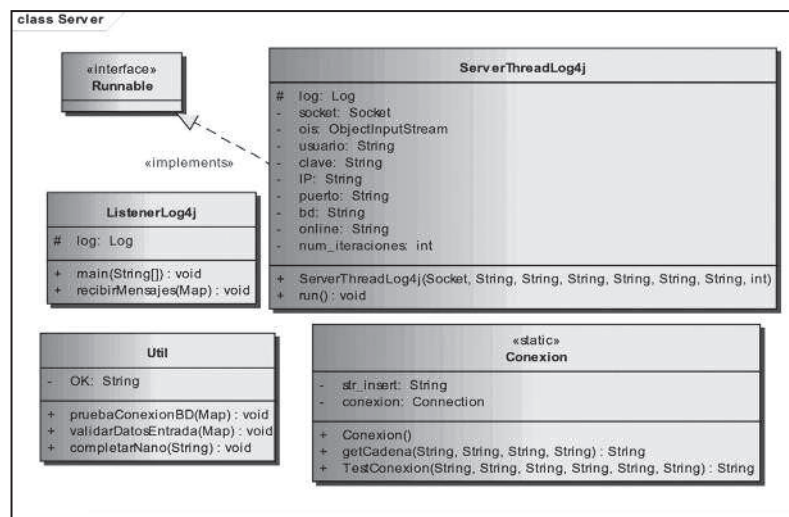 class Server
«interface»
Runnable
«implements»
ServerThreadLog4j
# log: Log
- socket: Socket
- ois: ObjectInputStream
- usuario: String
- clave: String
- IP: String
- puerto: String
- bd: String
- online: String
- num_iteraciones: int
+ ServerThreadLog4j(Socket, String, String, String, String, String, String, int)
+ run() : void
ListenerLog4j
# log: Log
+ main(String[]) : void
+ recibirMensajes(Map) : void
Util
- OK: String
+ pruebaConexionBD(Map) : void
+ validarDatosEntrada(Map) : void
+ completarNano(String) : void
«static»
Conexion
- str_insert: String
- conexion: Connection
+ Conexion()
+ getCadena(String, String, String, String) : String
+ TestConexion(String, String, String, String, String, String) : String